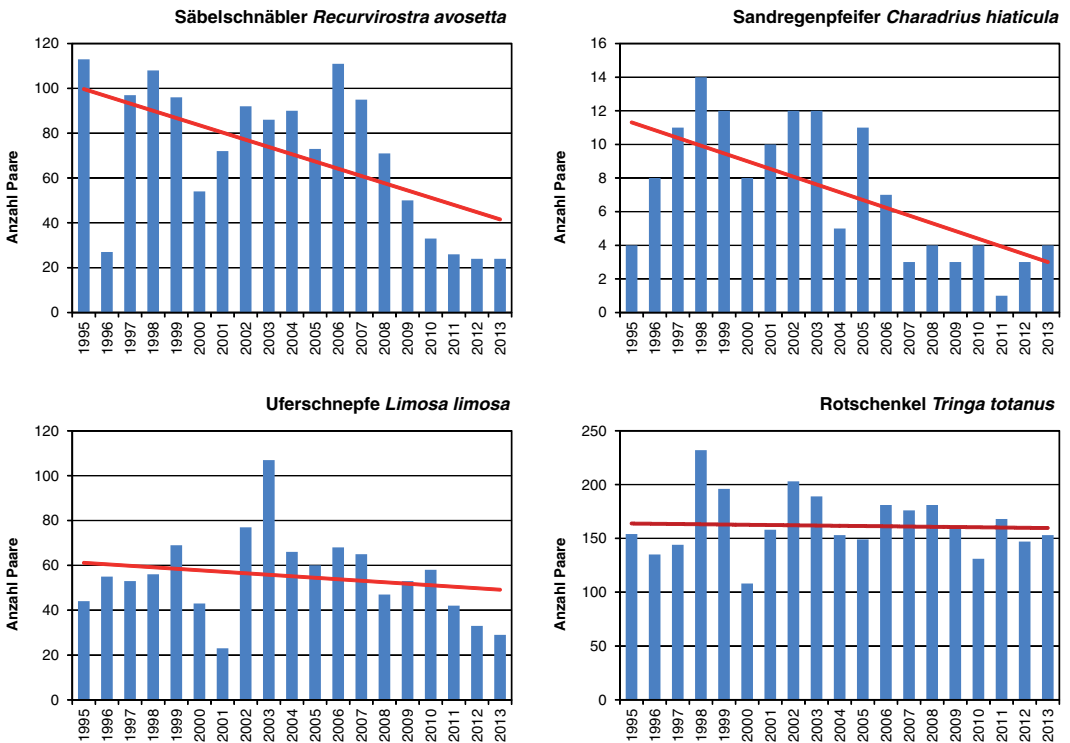 Säbelschnäbler Recurvirostra avosetta
Anzahl Paare
120
100
80
60
40
20
0
1995 1996 1997 1998 1999 2000 2001 2002 2003 2004 2005 2006 2007 2008 2009 2010 2011 2012 2013
Sandregenpfeifer Charadrius hiaticula
Anzahl Paare
16
14
12
10
8
6
4
2
0
1995 1996 1997 1998 1999 2000 2001 2002 2003 2004 2005 2006 2007 2008 2009 2010 2011 2012 2013
Uferschnepfe Limosa limosa
Anzahl Paare
120
100
80
60
40
20
0
1995 1996 1997 1998 1999 2000 2001 2002 2003 2004 2005 2006 2007 2008 2009 2010 2011 2012 2013
Rotschenkel Tringa totanus
Anzahl Paare
250
200
150
100
50
0
1995 1996 1997 1998 1999 2000 2001 2002 2003 2004 2005 2006 2007 2008 2009 2010 2011 2012 2013